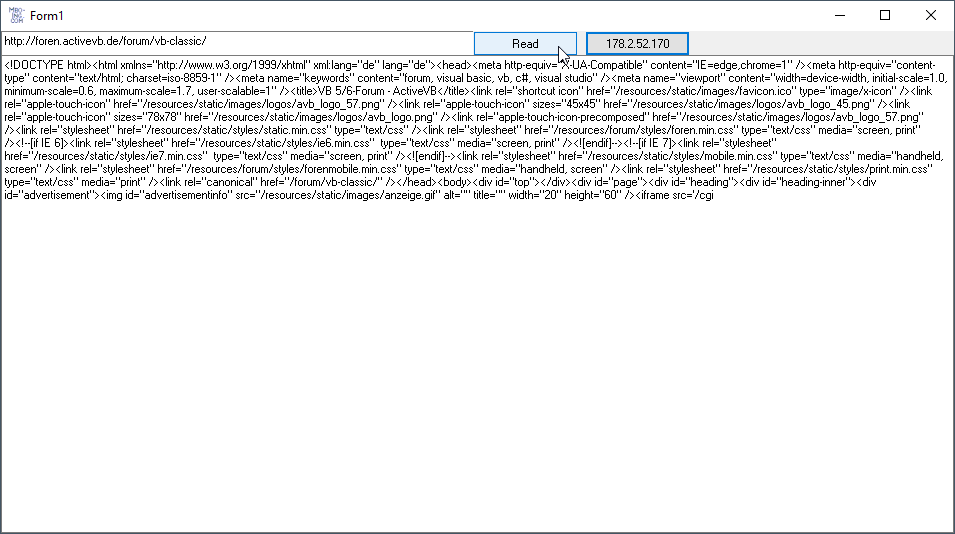 MBO-
ING.
COM
Form1
http://foren.activevb.de/forum/vb-classic/
Read
178.2.52.170
<!DOCTYPE html><html xmlns="http://www.w3.org/1999/xhtml" xml:lang="de" lang="de"><head><meta http-equiv="X-UA-Compatible" content="IE=edge,chrome=1" /><meta http-equiv="content-
type" content="text/html; charset=iso-8859-1" /><meta name="keywords" content="forum, visual basic, vb, c#, visual studio" /><meta name="viewport" content="width=device-width, initial-scale=1.0,
minimum-scale=0.6, maximum-scale=1.7, user-scalable=1" /><title>VB 5/6-Forum - ActiveVB</title><link rel="shortcut icon" href="/resources/static/images/favicon.ico" type="image/x-icon" /><link
rel="apple-touch-icon" href="/resources/static/images/logos/avb_logo_57.png" /><link rel="apple-touch-icon" sizes="45x45" href="/resources/static/images/logos/avb_logo_45.png" /><link
rel="apple-touch-icon" sizes="78x78" href="/resources/static/images/logos/avb_logo.png" /><link rel="apple-touch-icon-precomposed" href="/resources/static/images/logos/avb_logo_57.png"
/><link rel="stylesheet" href="/resources/static/styles/static.min.css" type="text/css" /><link rel="stylesheet" href="/resources/forum/styles/foren.min.css" type="text/css" media="screen, print"
/><!--[if IE 6]><link rel="stylesheet" href="/resources/static/styles/ie6.min.css"  type="text/css" media="screen, print" /><![endif]--><!--[if IE 7]><link rel="stylesheet"
href="/resources/static/styles/ie7.min.css"  type="text/css" media="screen, print" /><![endif]--><link rel="stylesheet" href="/resources/static/styles/mobile.min.css" type="text/css" media="handheld,
screen" /><link rel="stylesheet" href="/resources/forum/styles/forenmobile.min.css" type="text/css" media="handheld, screen" /><link rel="stylesheet" href="/resources/static/styles/print.min.css"
type="text/css" media="print" /><link rel="canonical" href="/forum/vb-classic/" /></head><body><div id="top"></div><div id="page"><div id="heading"><div id="heading-inner"><div
id="advertisement"><img id="advertisementinfo" src="/resources/static/images/anzeige.gif" alt="" title="" width="20" height="60" /><iframe src='/cgi